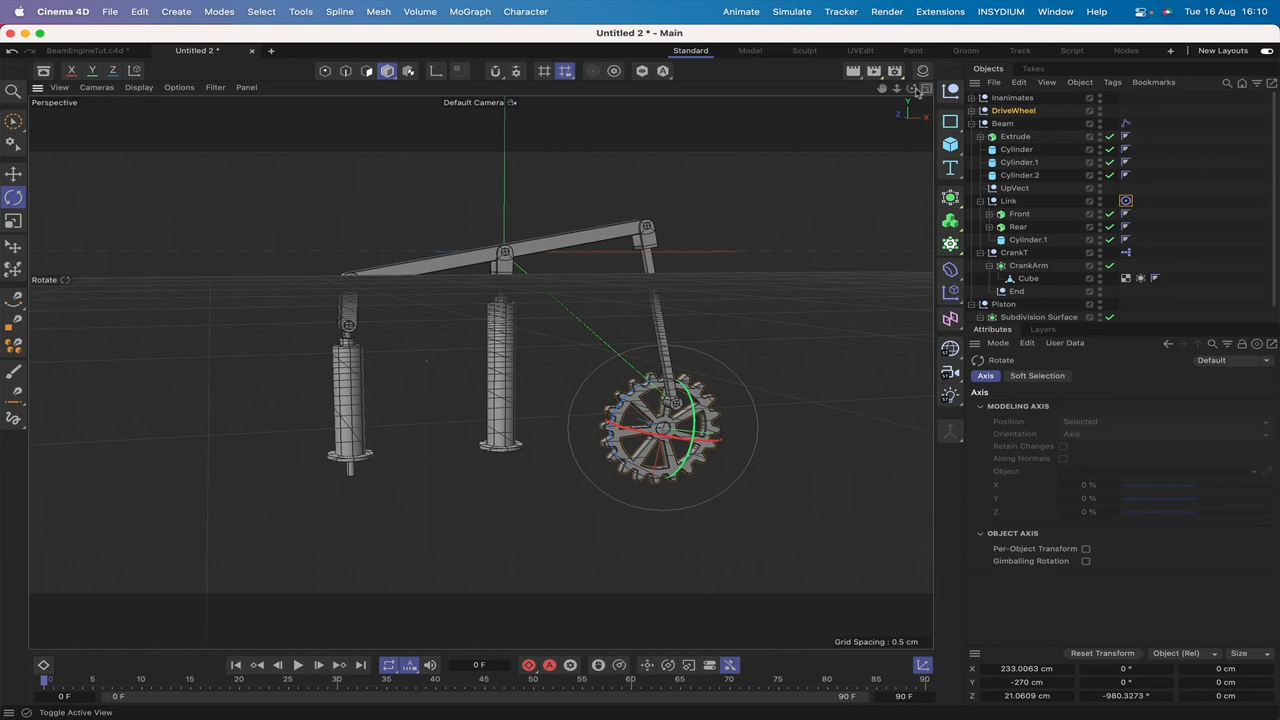 Cinema 4D File Edit Create Modes Select Tools Spline Mesh Volume MoGraph Character Animate Simulate Tracker Render Extensions INSYDIUM Window Help Tue 16 Aug 16:10
Untitled 2 * - Main
BeamEngineTut.c4d * Untitled 2 * Standard Model Sculpt UVEdit Paint Groom Track Script Nodes New Layouts
X Y Z
Objects Takes
File Edit View Object Tags Bookmarks
View Cameras Display Options Filter Panel
Perspective Default Camera
Y
Z X
Inanimates
DriveWheel
Beam
Extrude
Cylinder
Cylinder.1
Cylinder.2
UpVect
Link
Front
Rear
Cylinder.1
CrankT
CrankArm
Cube
End
Piston
Subdivision Surface
Rotate
Attributes Layers
Mode Edit User Data
Rotate Default
Axis Soft Selection
Axis
MODELING AXIS
Position Selected
Orientation Axis
Retain Changes
Along Normals
Object
X 0 %
Y 0 %
Z 0 %
OBJECT AXIS
Per-Object Transform
Gimballing Rotation
Grid Spacing : 0.5 cm
Reset Transform Object (Rel) Size
X 233.0063 cm 0 ° 0 cm
Y -270 cm 0 ° 0 cm
Z 21.0609 cm -980.3273 ° 0 cm
0 F
0 5 10 15 20 25 30 35 40 45 50 55 60 65 70 75 80 85 90
0 F 0 F 90 F 90 F
Toggle Active View